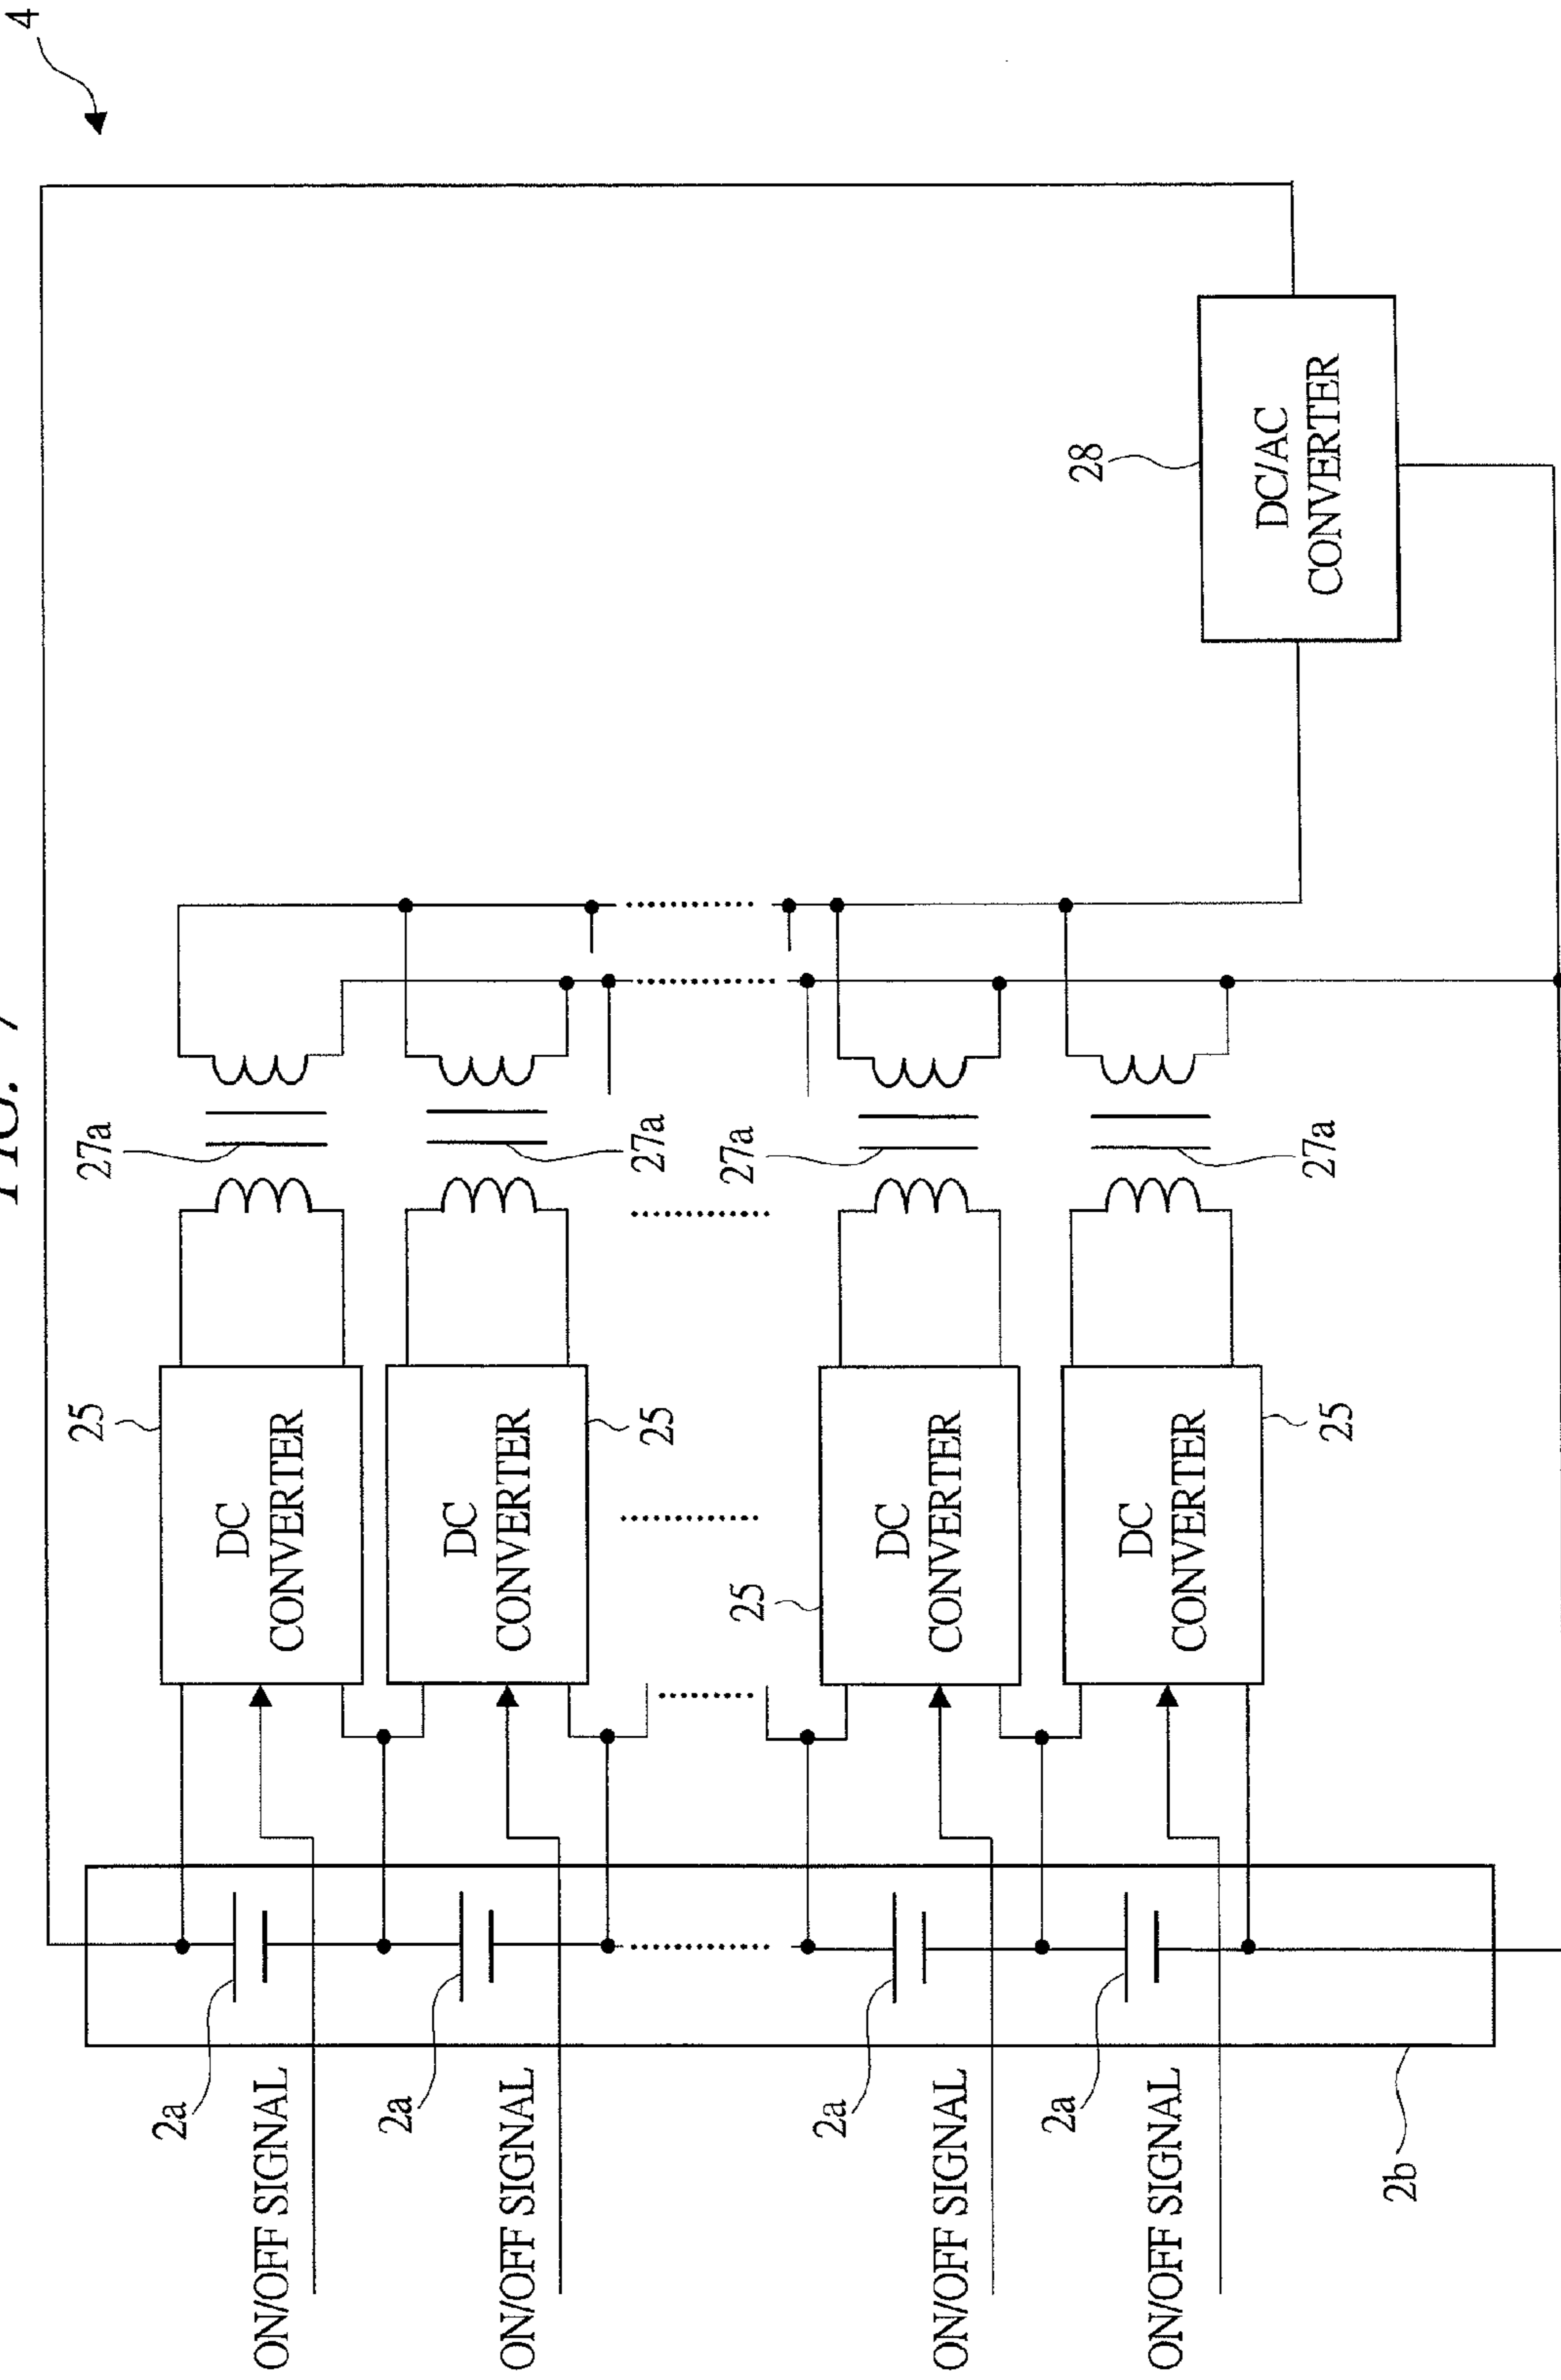 FIG. 7
4
25
27a
2a
DC
CONVERTER
ON/OFF SIGNAL
2a
DC
CONVERTER
ON/OFF SIGNAL
25
27a
25
27a
2a
DC
CONVERTER
ON/OFF SIGNAL
2a
28
DC
CONVERTER
ON/OFF SIGNAL
DC/AC
CONVERTER
25
27a
2b